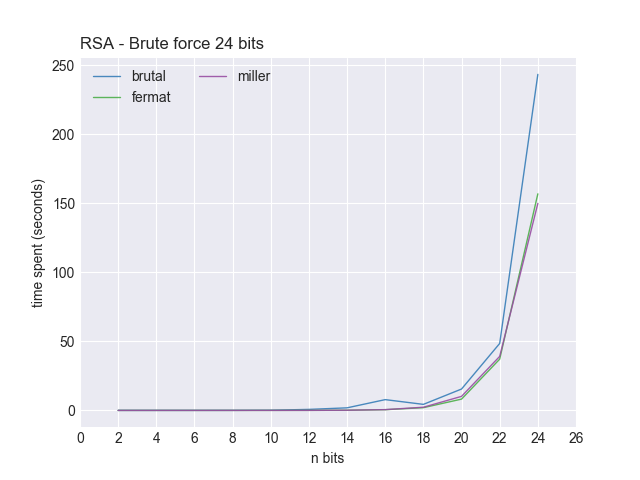 RSA - Brute force 24 bits
brutal
miller
fermat
250
200
150
100
50
0
time spent (seconds)
0 2 4 6 8 10 12 14 16 18 20 22 24 26
n bits